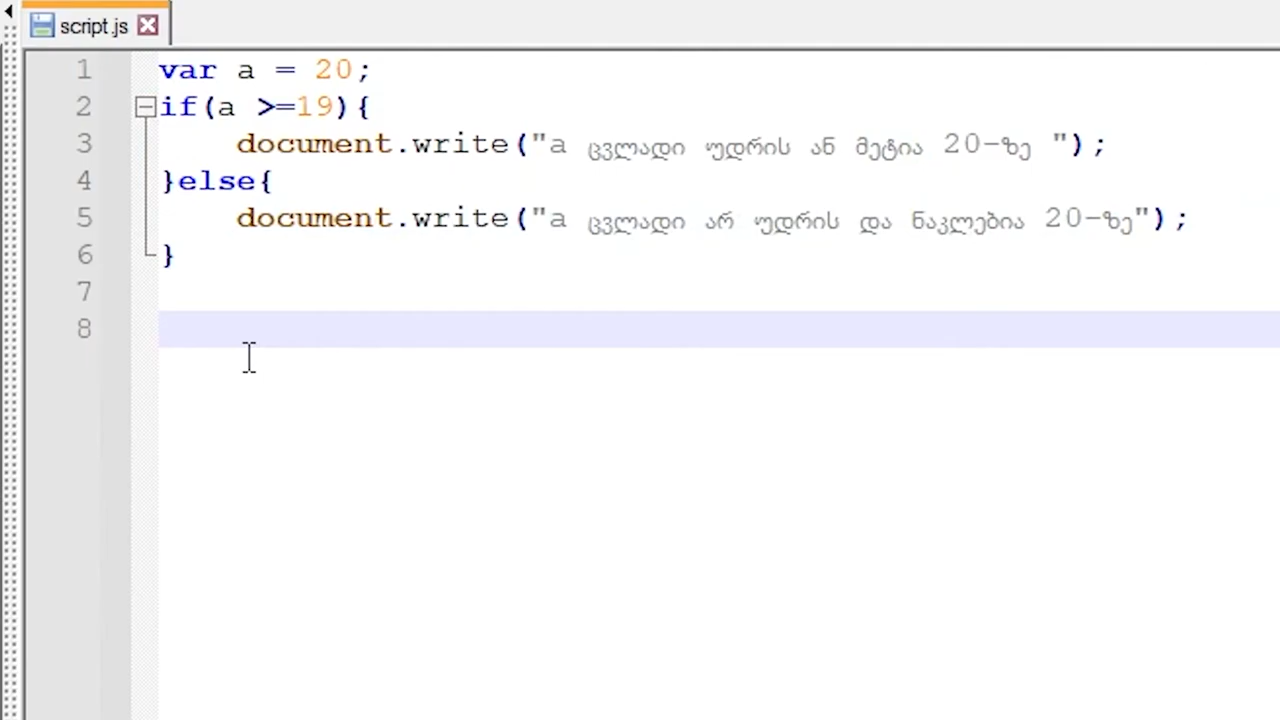 script.js
1 var a = 20;
2 if(a >=19){
3 document.write("a ცვლადი უდრის ან მეტია 20-ზე ");
4 }else{
5 document.write("a ცვლადი არ უდრის და ნაკლებია 20-ზე");
6 }
7
8